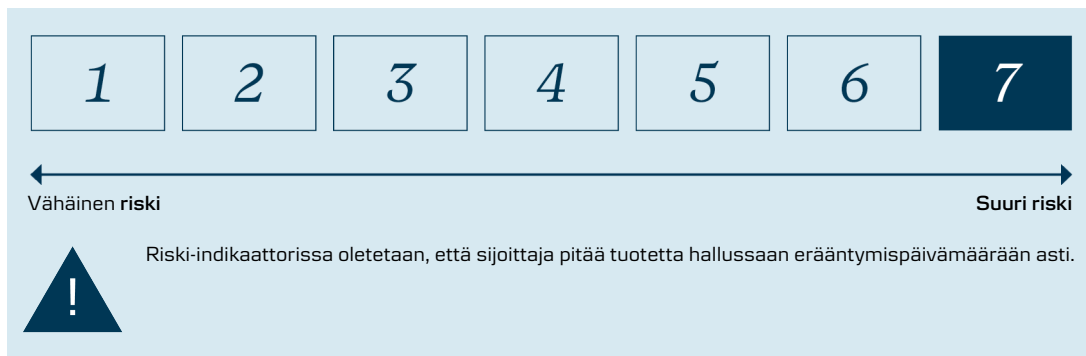 1 2 3 4 5 6 7
Vähäinen riski Suuri riski
Riski-indikaattorissa oletetaan, että sijoittaja pitää tuotetta hallussaan erääntymispäivämäärään asti.
!